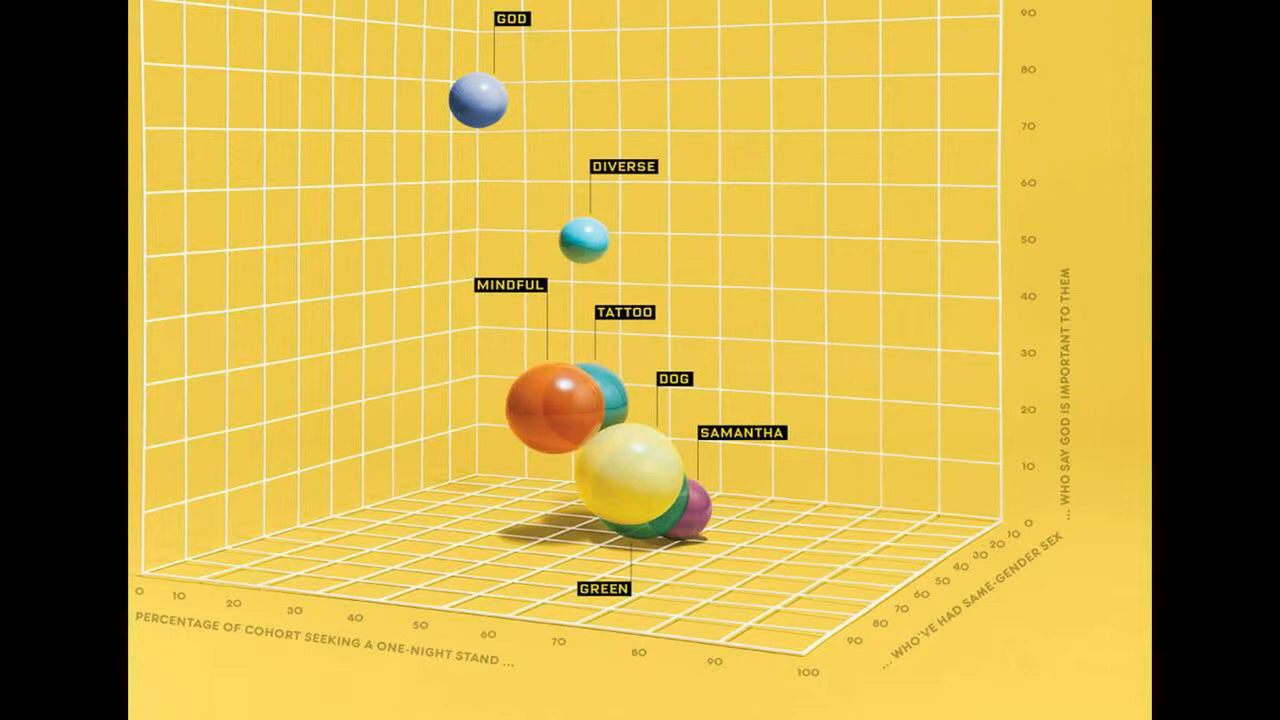 GOD
90
80
70
DIVERSE
60
50
MINDFUL
40
TATTOO
30
DOG
20
SAMANTHA
10
0
... WHO SAY GOD IS IMPORTANT TO THEM
GREEN
0 10 20 30 40 50 60 70 80 90 100
PERCENTAGE OF COHORT SEEKING A ONE-NIGHT STAND ...
90 80 70 60 50 40 30 20 10
... WHO'VE HAD SAME-GENDER SEX